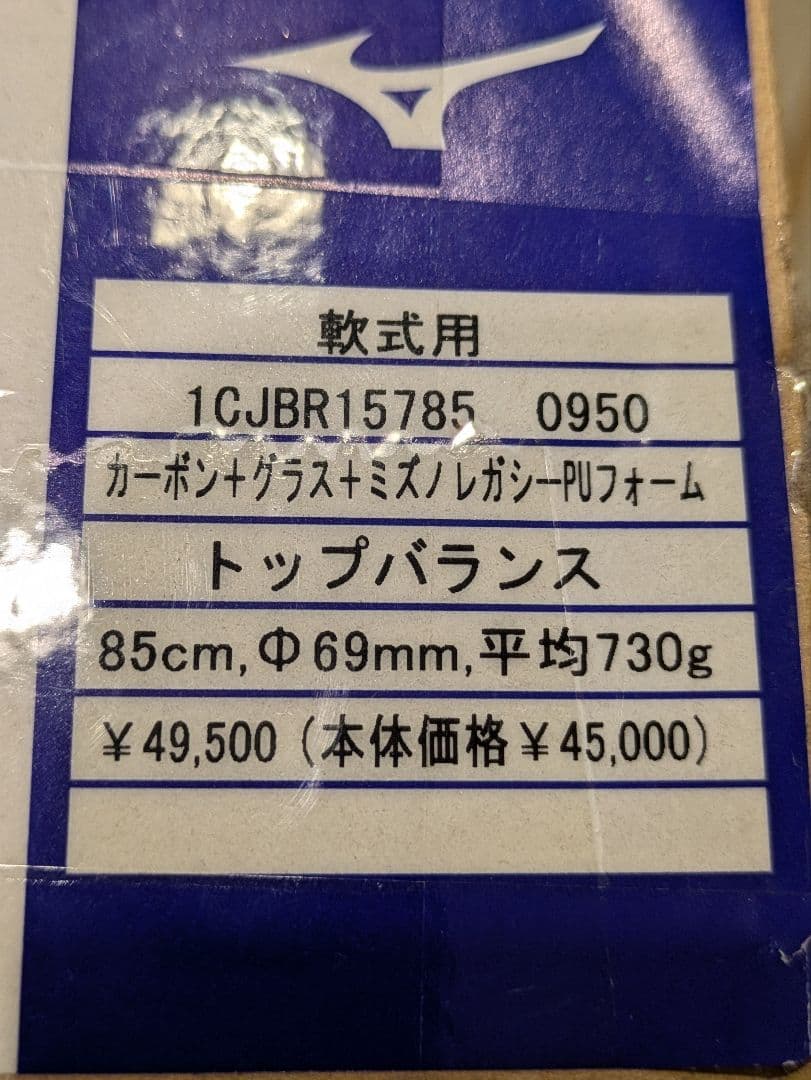 軟式用
1CJBR15785 0950
カーボン+グラス+ミズノレガシーPUフォーム
トップバランス
85cm,Φ69mm,平均730g
¥49,500(本体価格¥45,000)